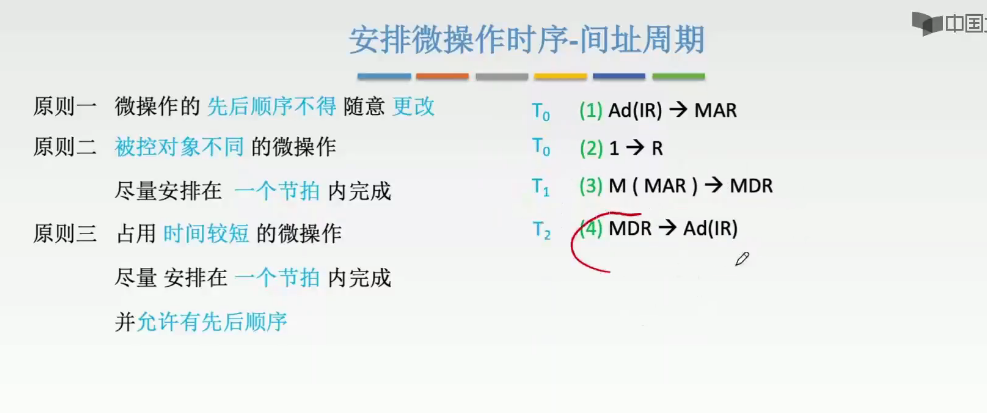 中国
安排微操作时序-间址周期
原则一 微操作的 先后顺序不得 随意 更改
原则二 被控对象不同 的微操作
尽量安排在 一个节拍 内完成
原则三 占用 时间较短 的微操作
尽量 安排在 一个节拍 内完成
并允许有先后顺序
T₀ (1) Ad(IR) → MAR
T₀ (2) 1 → R
T₁ (3) M ( MAR ) → MDR
T₂ (4) MDR → Ad(IR)